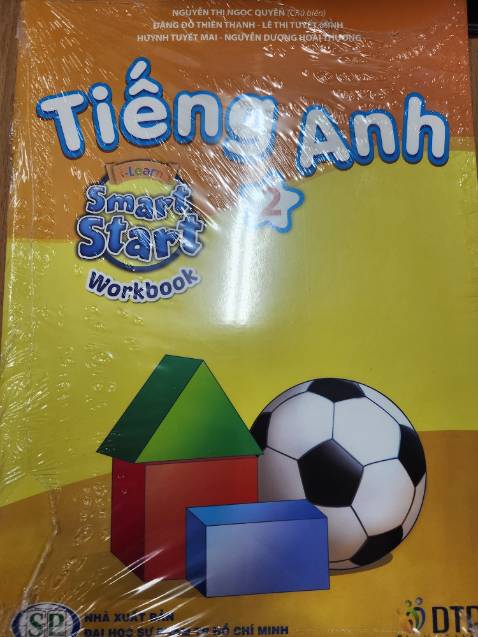 NGUYỄN THỊ NGỌC QUYÊN (Chủ biên)
ĐẶNG ĐỖ THIÊN THANH - LÊ THỊ TUYẾT MINH
HUỲNH TUYẾT MAI - NGUYỄN DƯƠNG HOÀI THƯƠNG
Tiếng Anh
2
i-Learn
Smart
Start
Workbook
SP
NHÀ XUẤT BẢN
ĐẠI HỌC SƯ PHẠM TP HỒ CHÍ MINH
DTP